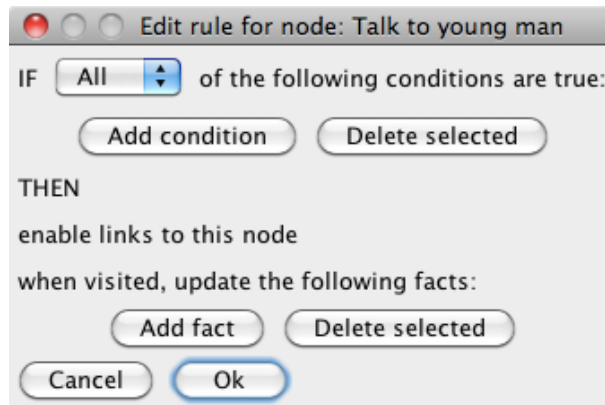 Edit rule for node: Talk to young man
IF All of the following conditions are true:
Add condition Delete selected
THEN
enable links to this node
when visited, update the following facts:
Add fact Delete selected
Cancel Ok